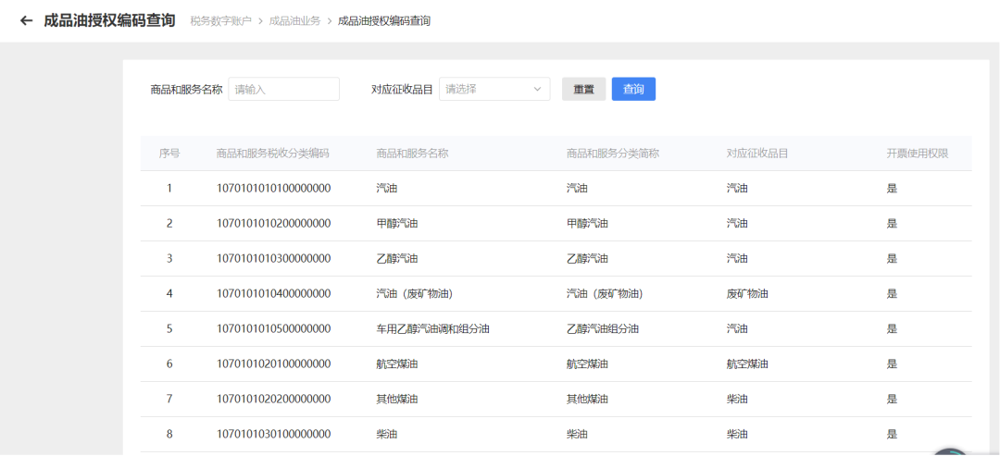 成品油授权编码查询 税务数字账户 > 成品油业务 > 成品油授权编码查询
商品和服务名称 请输入 对应征收品目 请选择 重置 查询
序号 商品和服务税收分类编码 商品和服务名称 商品和服务分类简称 对应征收品目 开票使用权限
1 1070101010100000000 汽油 汽油 汽油 是
2 1070101010200000000 甲醇汽油 甲醇汽油 汽油 是
3 1070101010300000000 乙醇汽油 乙醇汽油 汽油 是
4 1070101010400000000 汽油（废矿物油） 汽油（废矿物油） 废矿物油 是
5 1070101010500000000 车用乙醇汽油调和组分油 乙醇汽油组分油 汽油 是
6 1070101020100000000 航空煤油 航空煤油 航空煤油 是
7 1070101020200000000 其他煤油 其他煤油 柴油 是
8 1070101030100000000 柴油 柴油 柴油 是